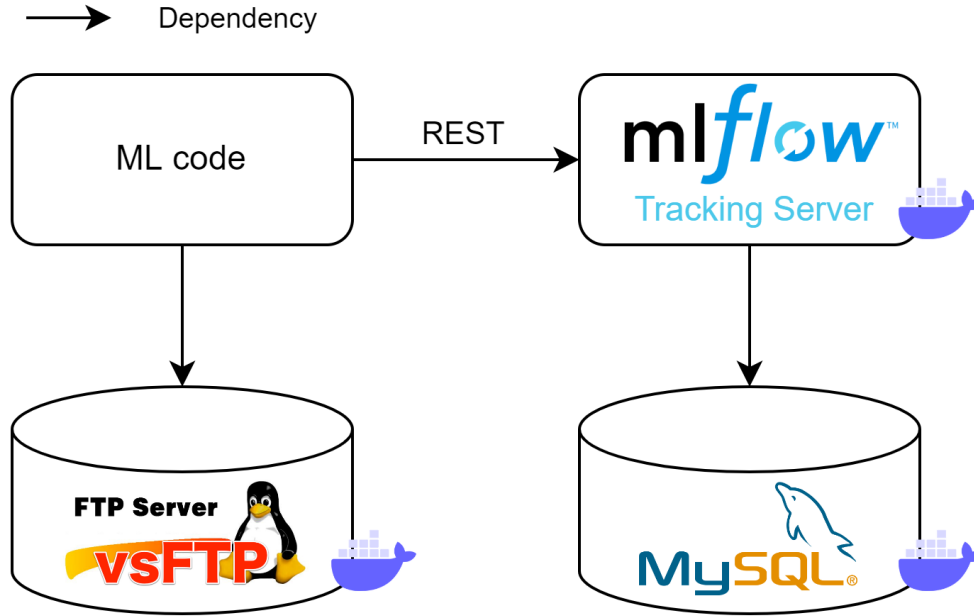 Dependency
ML code
REST
mlflow™
Tracking Server
FTP Server
vsFTP
MySQL®